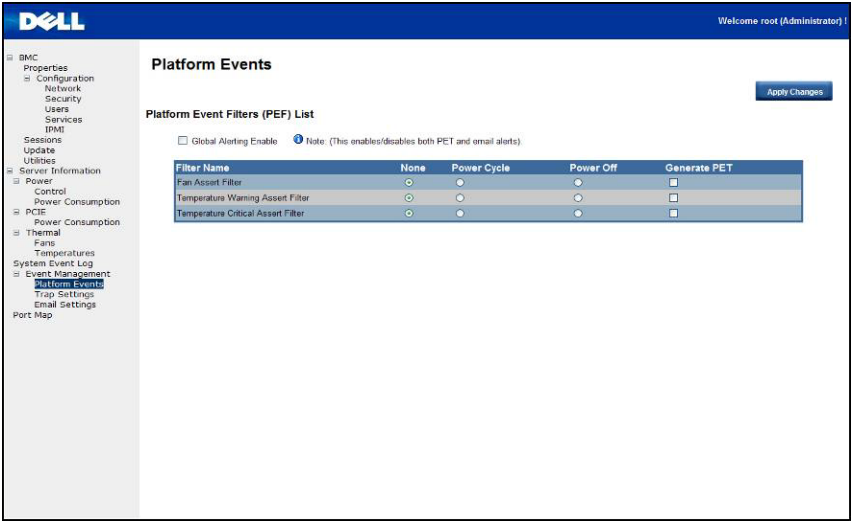 DELL
Welcome root (Administrator) !
BMC
Properties
Configuration
Network
Security
Users
Services
IPMI
Sessions
Update
Utilities
Server Information
Power
Control
Power Consumption
PCIE
Power Consumption
Thermal
Fans
Temperatures
System Event Log
Event Management
Platform Events
Trap Settings
Email Settings
Port Map
Platform Events
Apply Changes
Platform Event Filters (PEF) List
Global Alerting Enable Note: (This enables/disables both PET and email alerts)
Filter Name None Power Cycle Power Off Generate PET
Fan Assert Filter
Temperature Warning Assert Filter
Temperature Critical Assert Filter